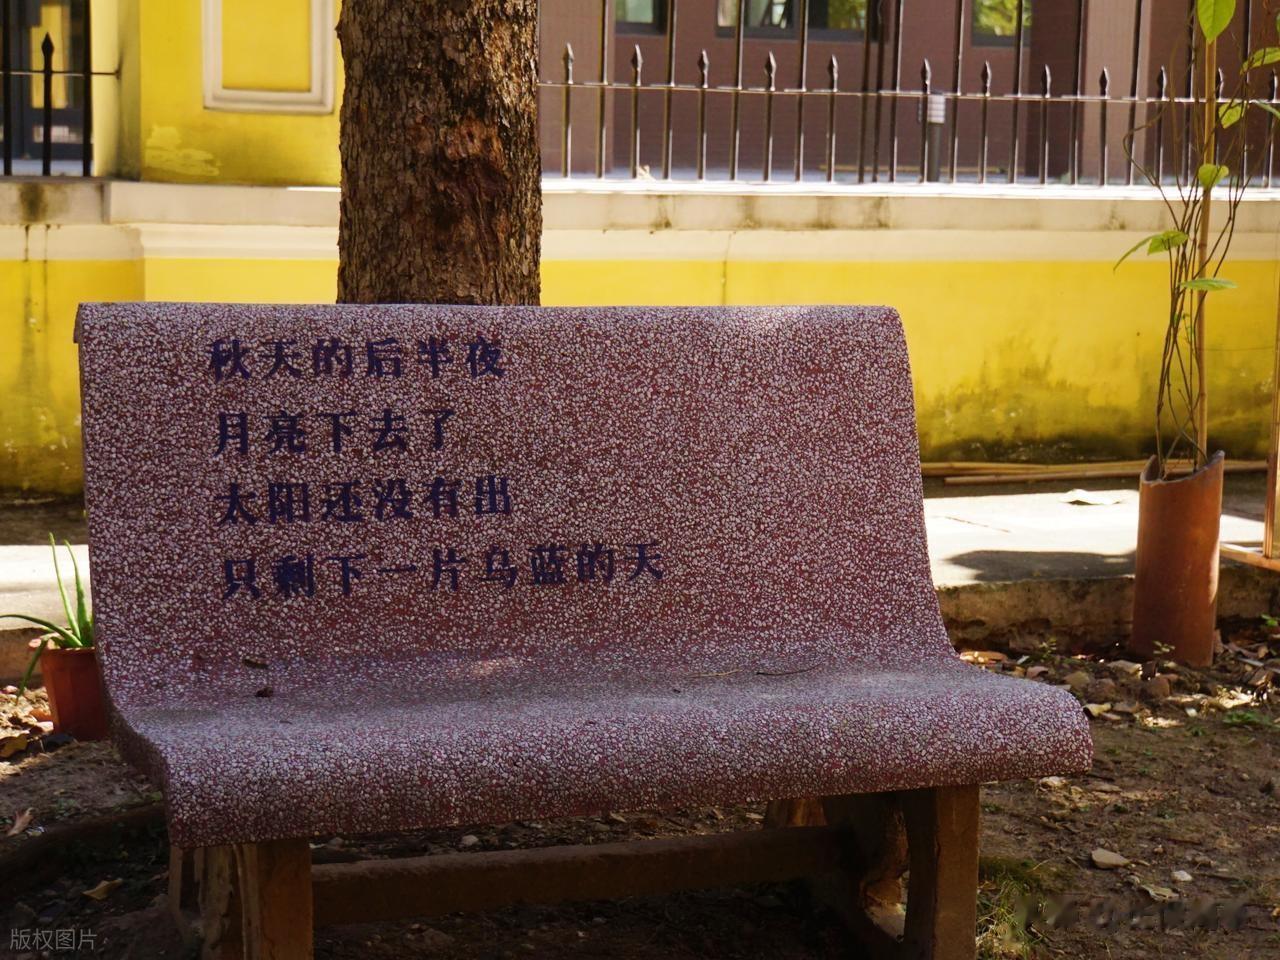 秋天的后半夜
月亮下去了
太阳还没有出
只剩下一片乌蓝的天
版权图片